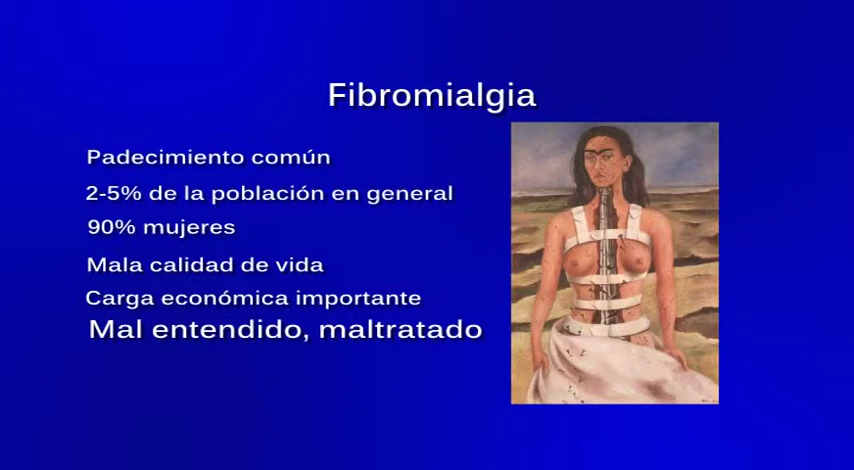 Fibromialgia
Padecimiento común
2-5% de la población en general
90% mujeres
Mala calidad de vida
Carga económica importante
Mal entendido, maltratado